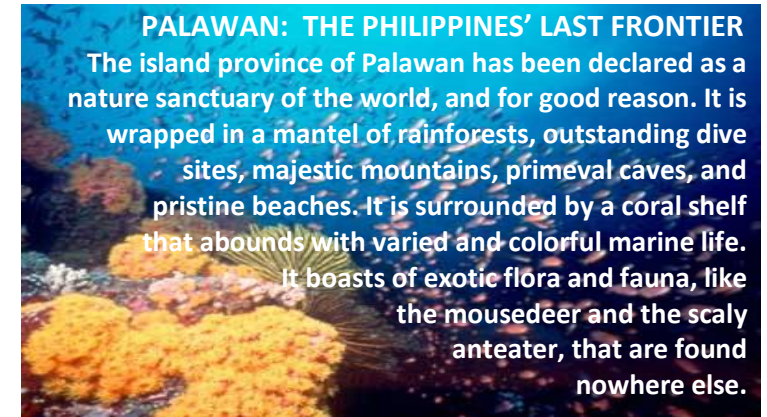 PALAWAN:  THE PHILIPPINES’ LAST FRONTIER
The island province of Palawan has been declared as a
nature sanctuary of the world, and for good reason. It is
wrapped in a mantel of rainforests, outstanding dive
sites, majestic mountains, primeval caves, and
pristine beaches. It is surrounded by a coral shelf
that abounds with varied and colorful marine life.
It boasts of exotic flora and fauna, like
the mousedeer and the scaly
anteater, that are found
nowhere else.